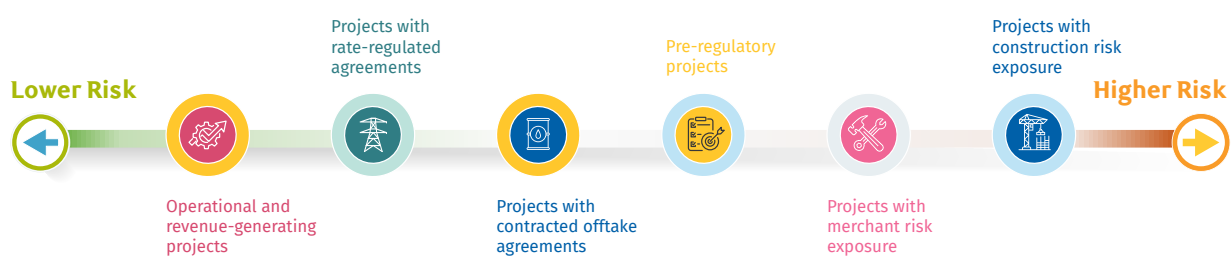 Lower Risk
Operational and
revenue-generating
projects
Projects with
rate-regulated
agreements
Projects with
contracted offtake
agreements
Pre-regulatory
projects
Projects with
merchant risk
exposure
Projects with
construction risk
exposure
Higher Risk